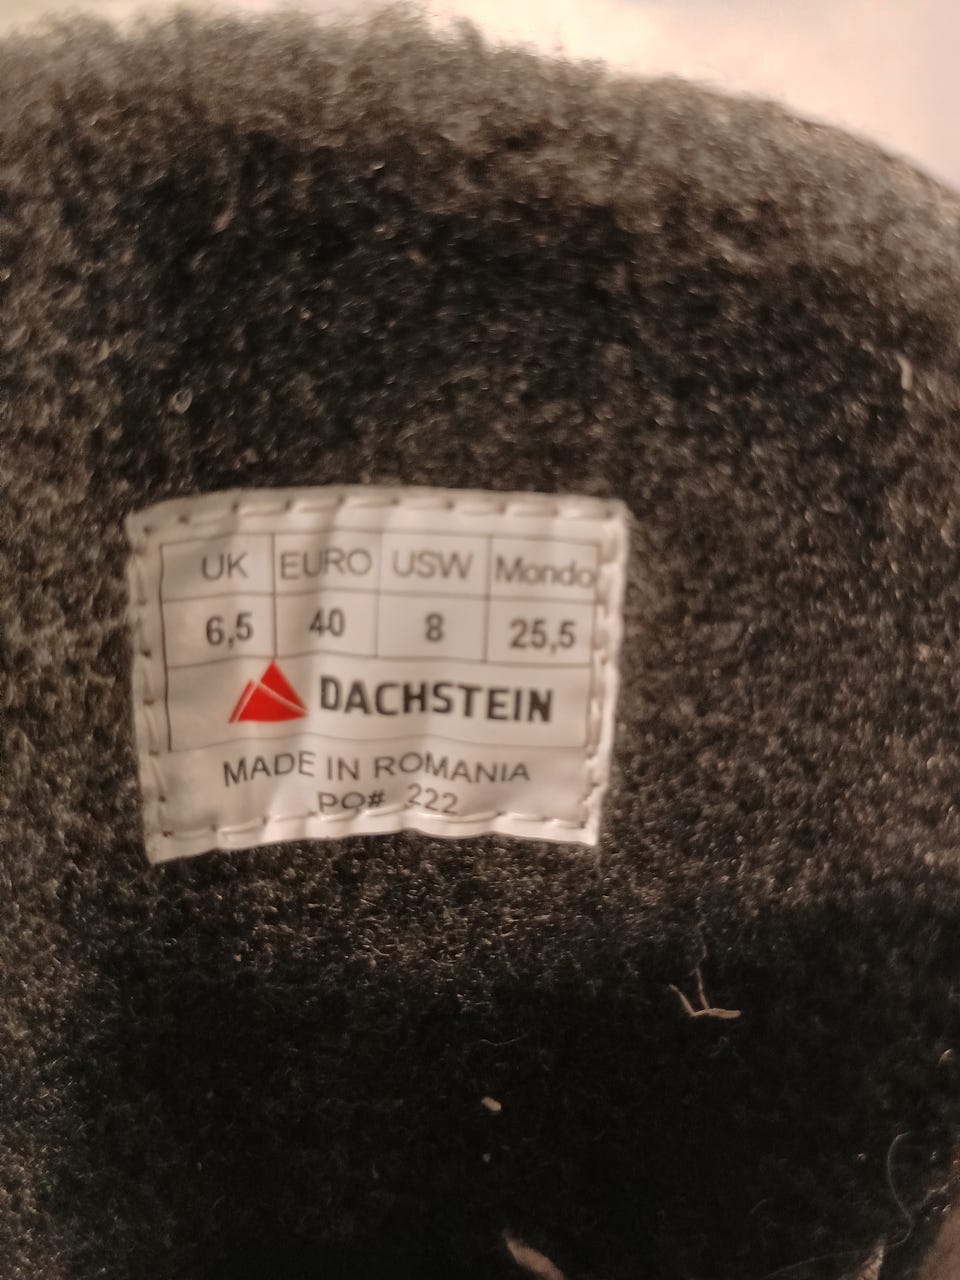 UK EURO USW Mondo
6,5 40 8 25,5
DACHSTEIN
MADE IN ROMANIA
PO# 222